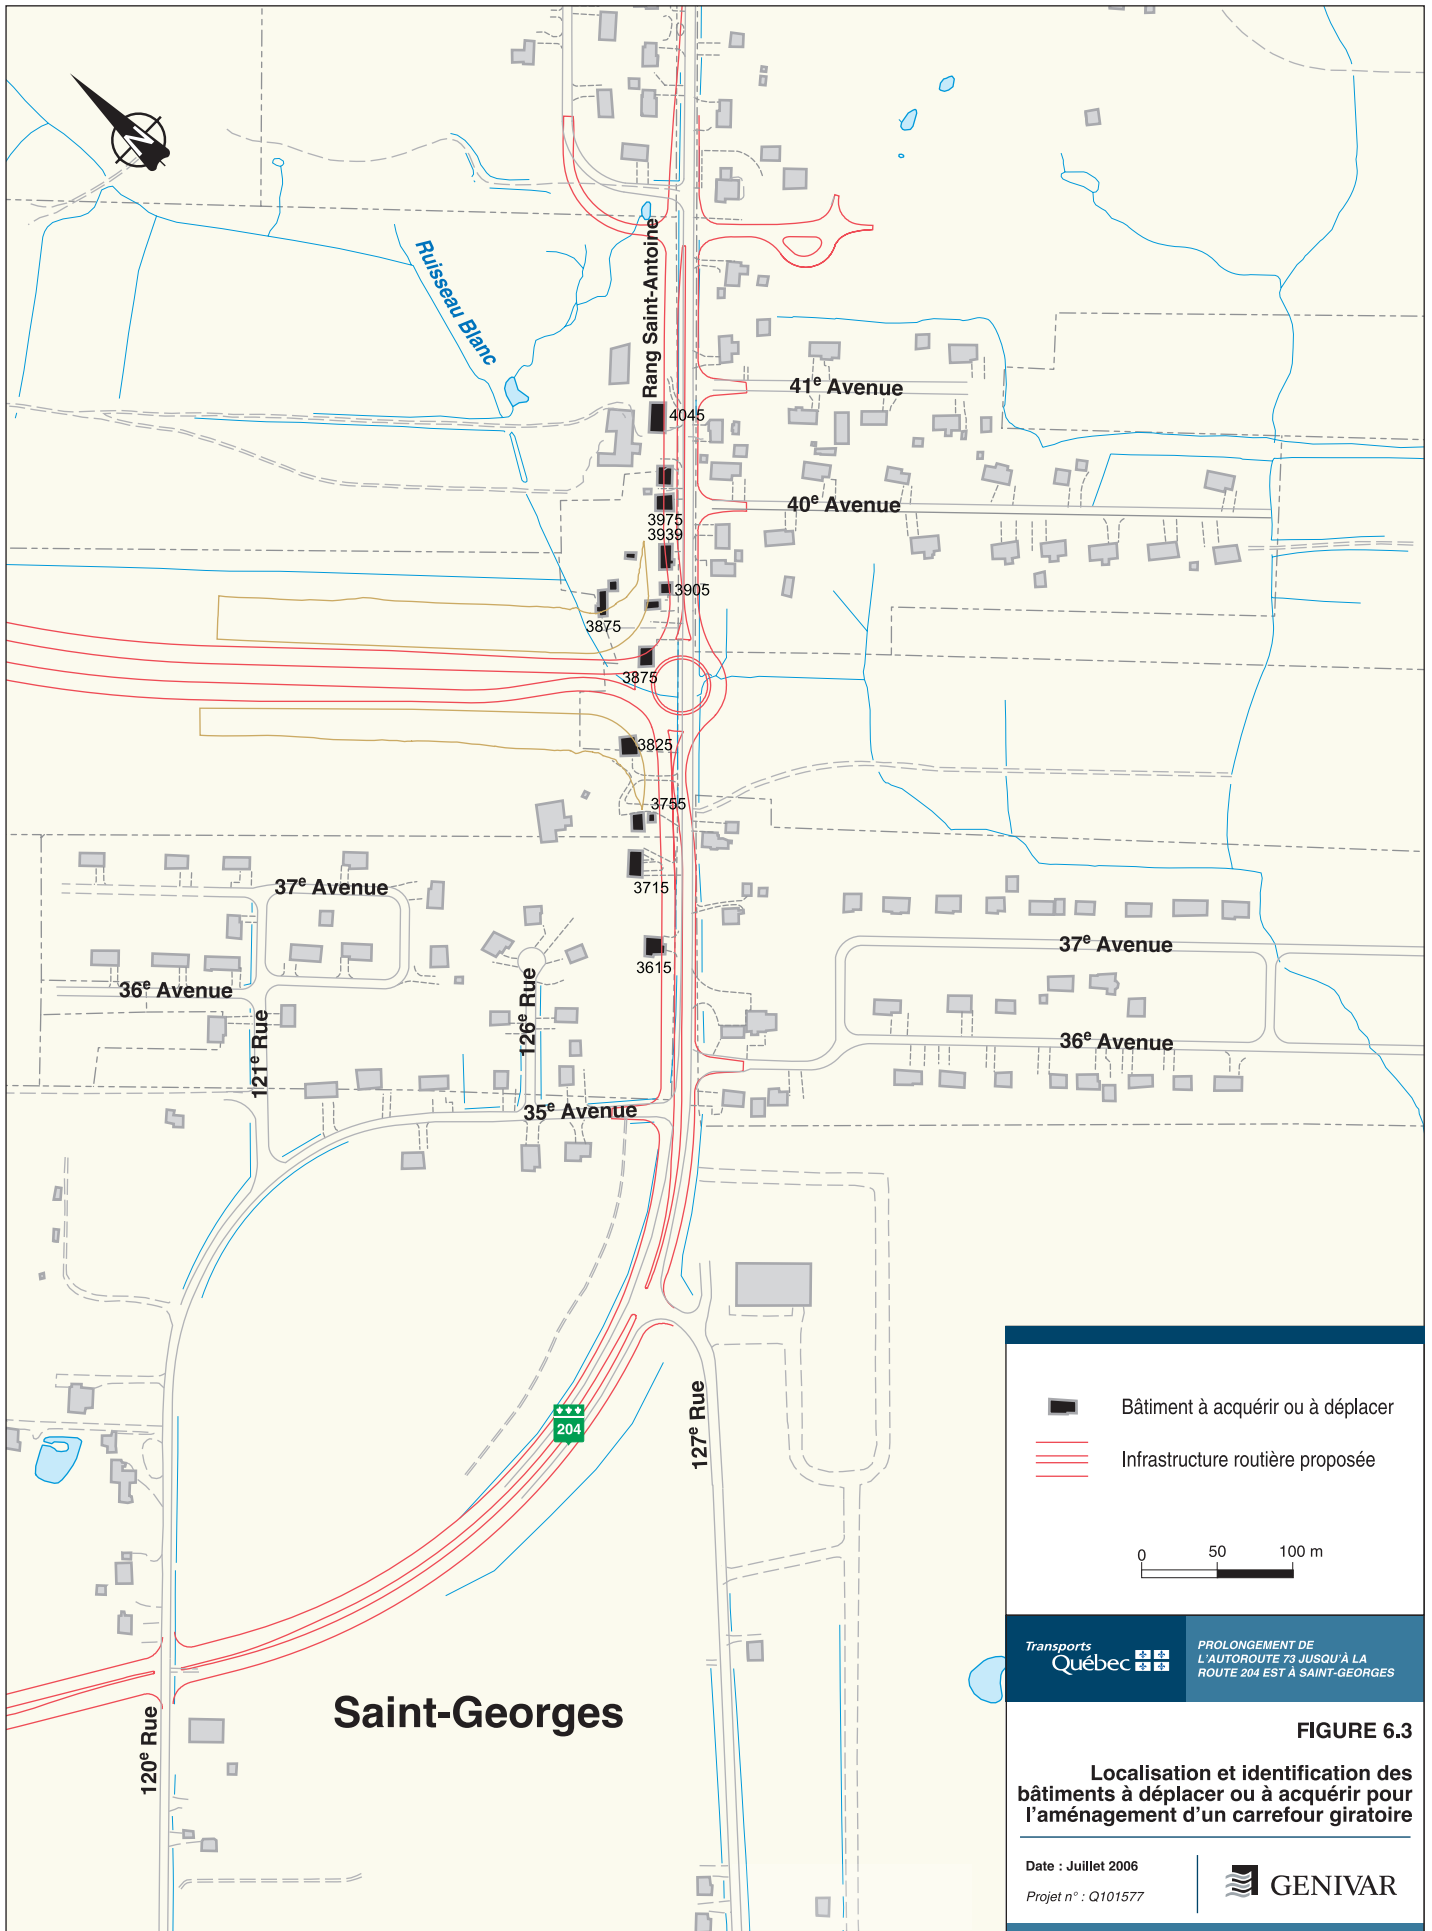 N
Ruisseau Blanc
Rang Saint-Antoine
41e Avenue
4045
40e Avenue
3975
3939
3905
3875
3875
3825
3755
3715
37e Avenue
3615
37e Avenue
36e Avenue
126e Rue
121e Rue
36e Avenue
35e Avenue
204
127e Rue
120e Rue
Saint-Georges
Bâtiment à acquérir ou à déplacer
Infrastructure routière proposée
0 50 100 m
Transports
Québec
PROLONGEMENT DE
L'AUTOROUTE 73 JUSQU'À LA
ROUTE 204 EST À SAINT-GEORGES
FIGURE 6.3
Localisation et identification des
bâtiments à déplacer ou à acquérir pour
l'aménagement d'un carrefour giratoire
Date : Juillet 2006
Projet n° : Q101577
GENIVAR